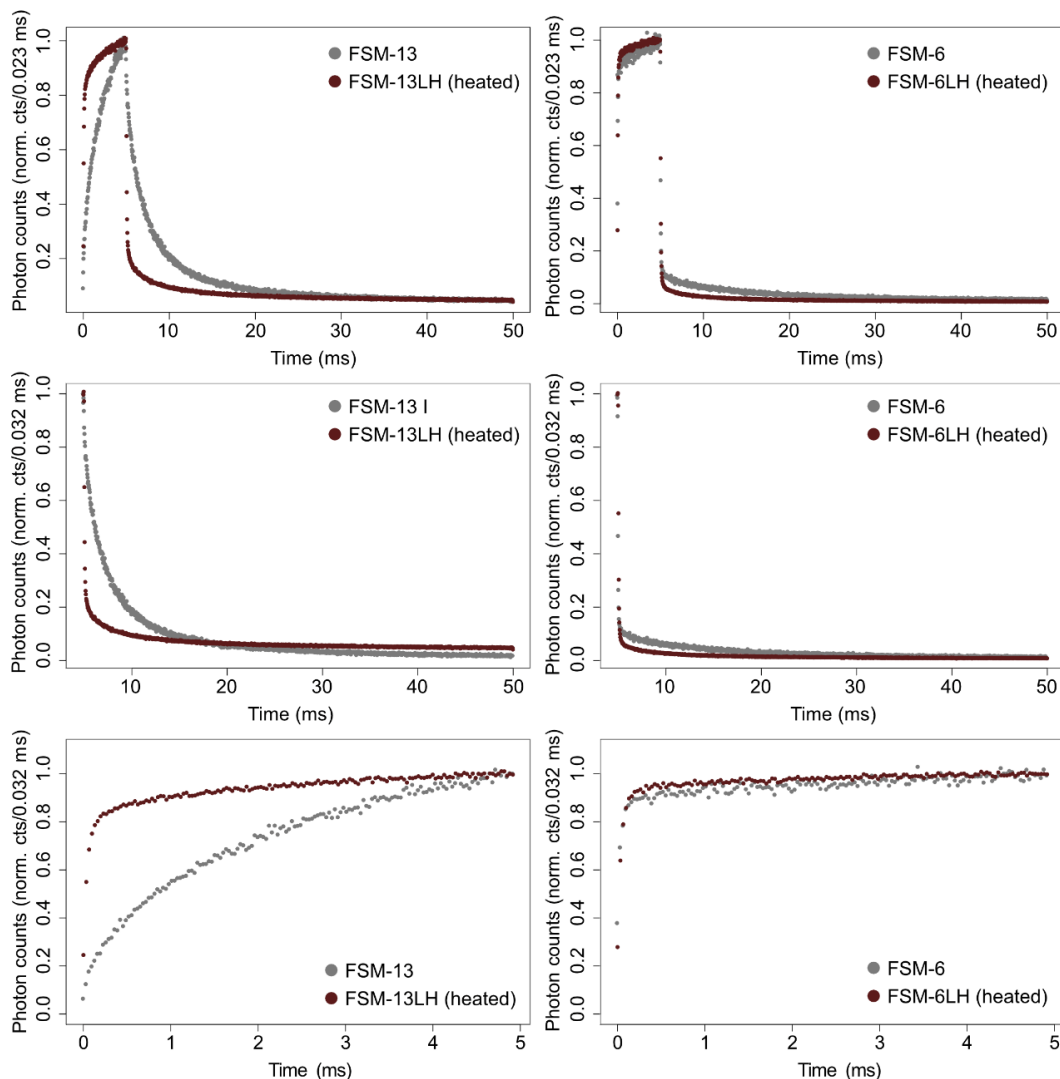 Photon counts (norm. cts/0.023 ms)
1.0
0.8
0.6
0.4
0.2
FSM-13
FSM-13LH (heated)
0 10 20 30 40 50
Time (ms)
Photon counts (norm. cts/0.023 ms)
1.0
0.8
0.6
0.4
0.2
0.0
FSM-6
FSM-6LH (heated)
0 10 20 30 40 50
Time (ms)
Photon counts (norm. cts/0.032 ms)
1.0
0.8
0.6
0.4
0.2
0.0
FSM-13 I
FSM-13LH (heated)
10 20 30 40 50
Time (ms)
Photon counts (norm. cts/0.032 ms)
1.0
0.8
0.6
0.4
0.2
0.0
FSM-6
FSM-6LH (heated)
10 20 30 40 50
Time (ms)
Photon counts (norm. cts/0.032 ms)
1.0
0.8
0.6
0.4
0.2
0.0
FSM-13
FSM-13LH (heated)
0 1 2 3 4 5
Time (ms)
Photon counts (norm. cts/0.032 ms)
1.0
0.8
0.6
0.4
0.2
0.0
FSM-6
FSM-6LH (heated)
0 1 2 3 4 5
Time (ms)